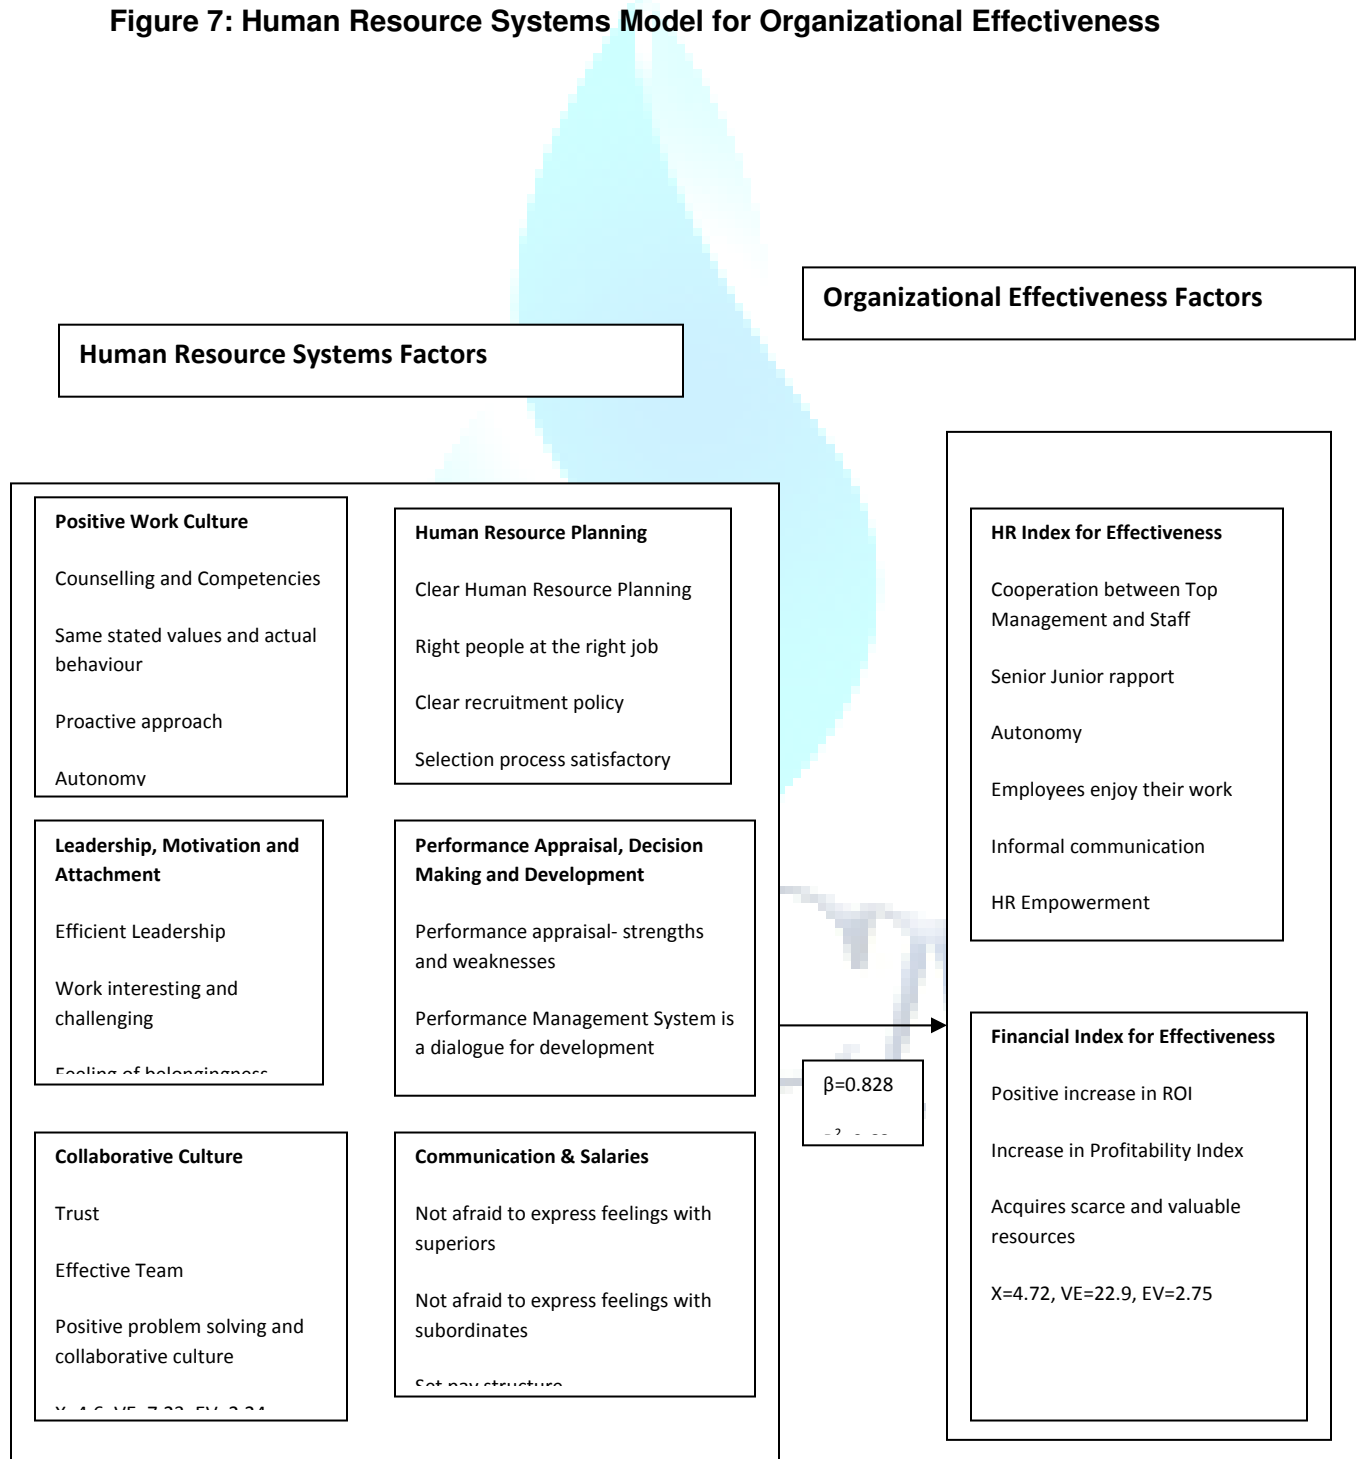 Figure 7: Human Resource Systems Model for Organizational Effectiveness
Organizational Effectiveness Factors
Human Resource Systems Factors
Positive Work Culture
Counselling and Competencies
Same stated values and actual
behaviour
Proactive approach
Autonomy
Human Resource Planning
Clear Human Resource Planning
Right people at the right job
Clear recruitment policy
Selection process satisfactory
Leadership, Motivation and
Attachment
Efficient Leadership
Work interesting and
challenging
Feeling of belongingness
Performance Appraisal, Decision
Making and Development
Performance appraisal- strengths
and weaknesses
Performance Management System is
a dialogue for development
Collaborative Culture
Trust
Effective Team
Positive problem solving and
collaborative culture
Communication & Salaries
Not afraid to express feelings with
superiors
Not afraid to express feelings with
subordinates
Set pay structure
β=0.828
HR Index for Effectiveness
Cooperation between Top
Management and Staff
Senior Junior rapport
Autonomy
Employees enjoy their work
Informal communication
HR Empowerment
Financial Index for Effectiveness
Positive increase in ROI
Increase in Profitability Index
Acquires scarce and valuable
resources
X=4.72, VE=22.9, EV=2.75